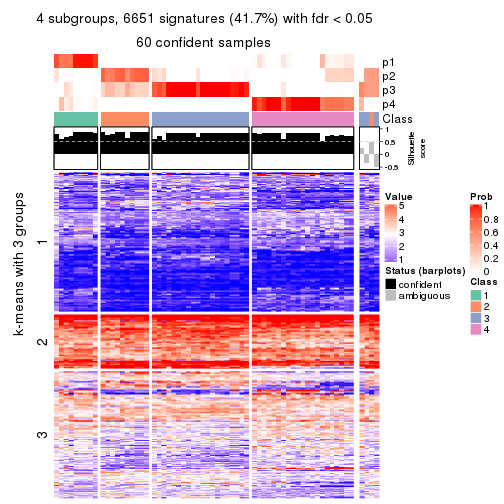 4 subgroups, 6651 signatures (41.7%) with fdr < 0.05
60 confident samples
p1
p2
p3
p4
Class
1
0.5
0
-0.5
Silhouette
score
k-means with 3 groups
1
2
3
Value
5
4
3
2
1
Status (barplots)
confident
ambiguous
Prob
1
0.8
0.6
0.4
0.2
0
Class
1
2
3
4